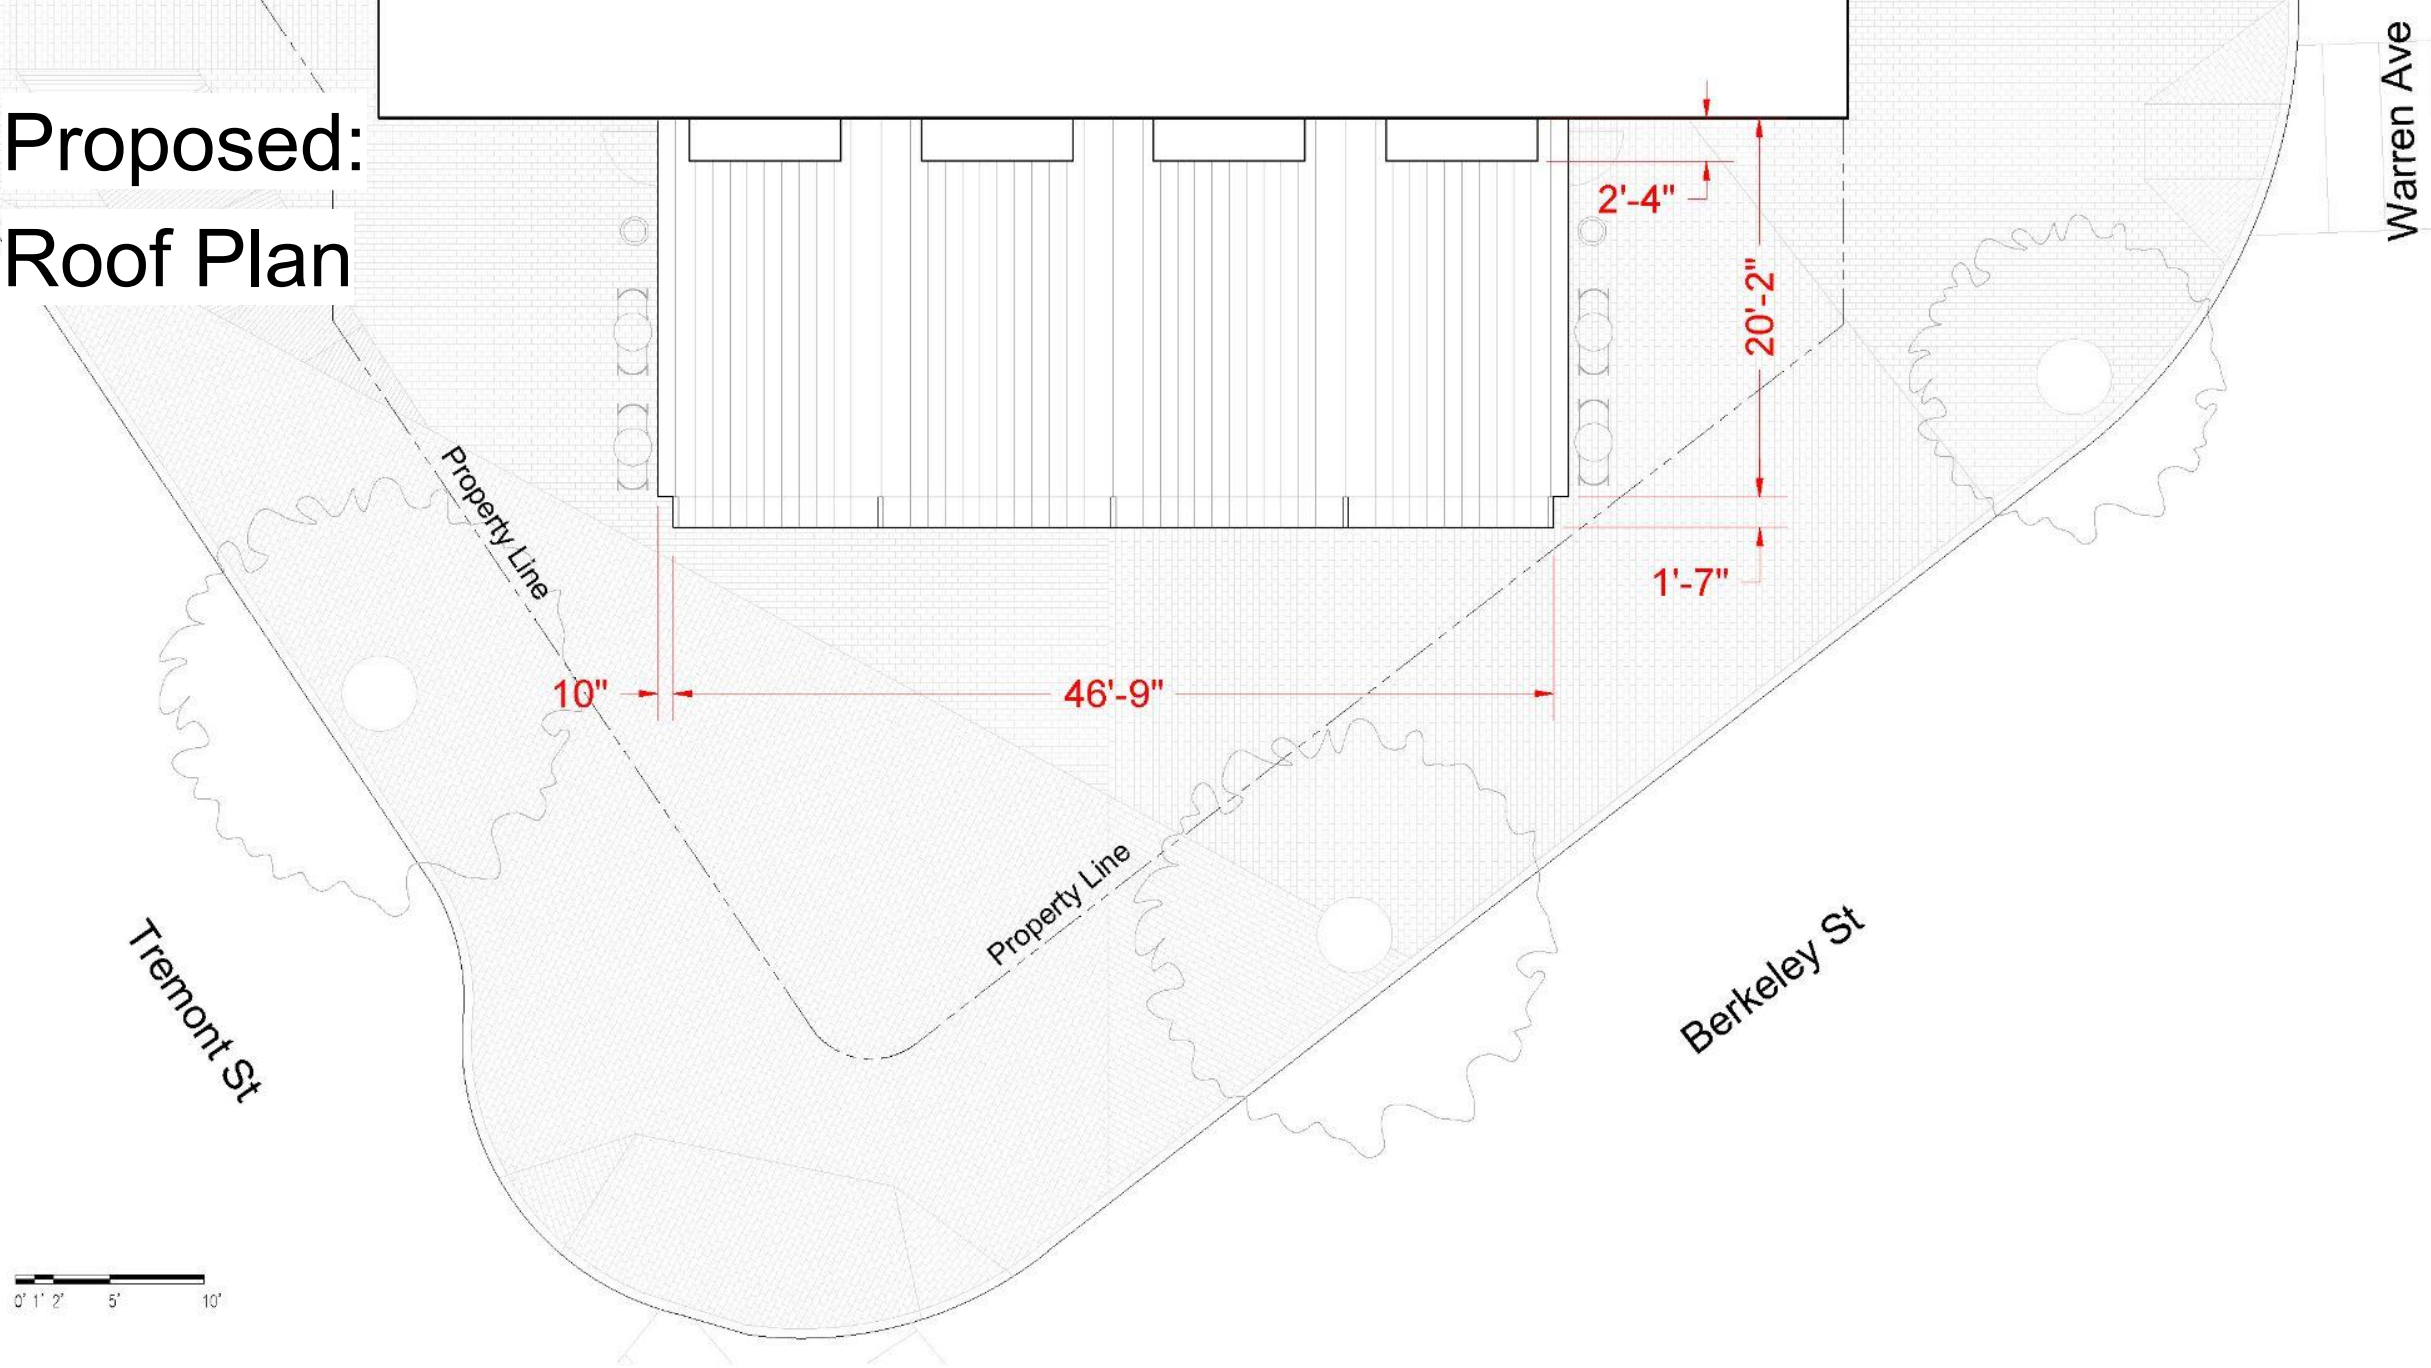 Proposed:
Roof Plan
Warren Ave
2'-4"
20'-2"
Property Line
1'-7"
10"
46'-9"
Property Line
Tremont St
Berkeley St
0' 1' 2' 5' 10'